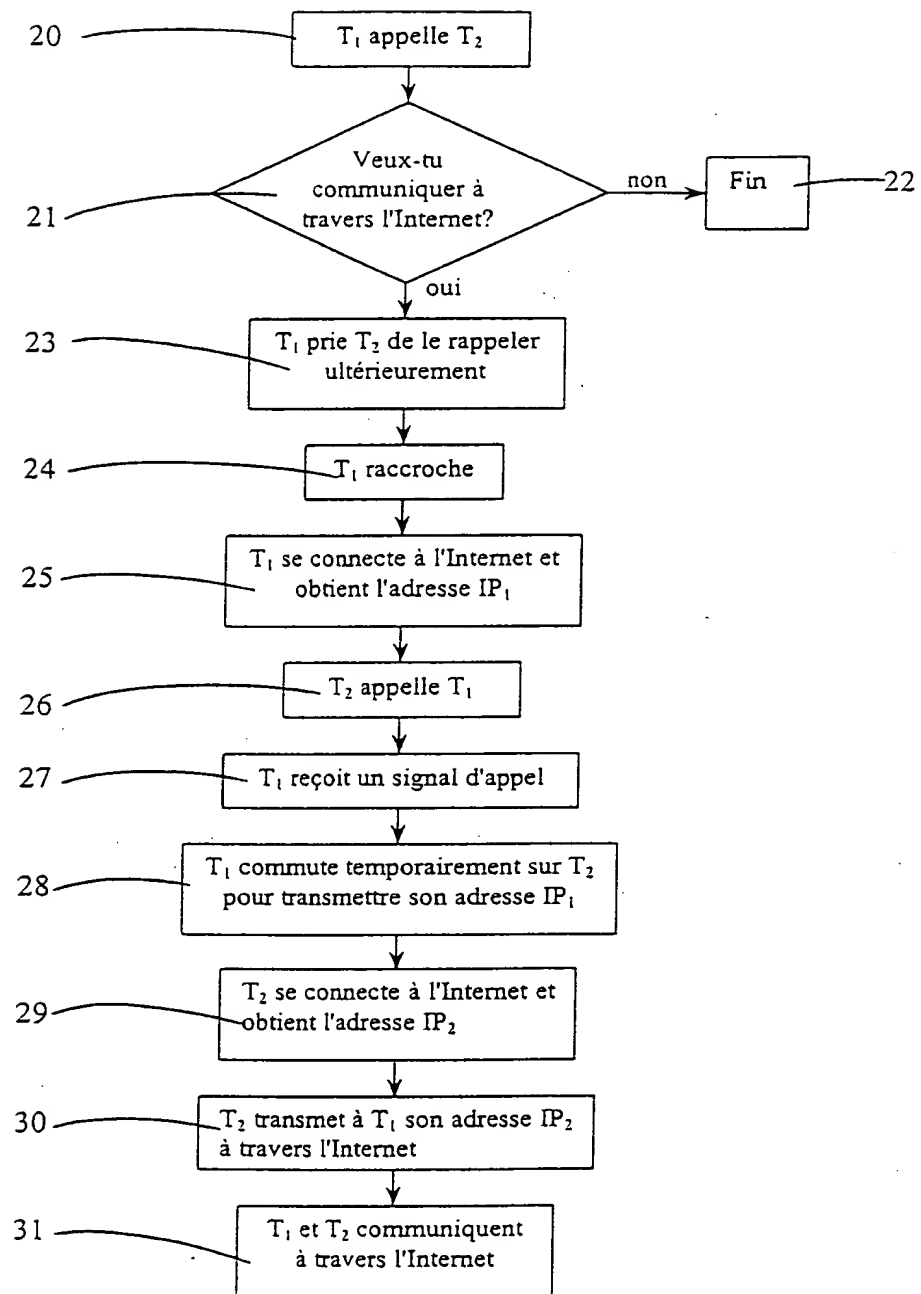 20
T₁ appelle T₂
Veux-tu
communiquer à
travers l'Internet?
21
non
Fin
22
oui
23
T₁ prie T₂ de le rappeler
ultérieurement
24
T₁ raccroche
25
T₁ se connecte à l'Internet et
obtient l'adresse IP₁
26
T₂ appelle T₁
27
T₁ reçoit un signal d'appel
28
T₁ commute temporairement sur T₂
pour transmettre son adresse IP₁
29
T₂ se connecte à l'Internet et
obtient l'adresse IP₂
30
T₂ transmet à T₁ son adresse IP₂
à travers l'Internet
31
T₁ et T₂ communiquent
à travers l'Internet